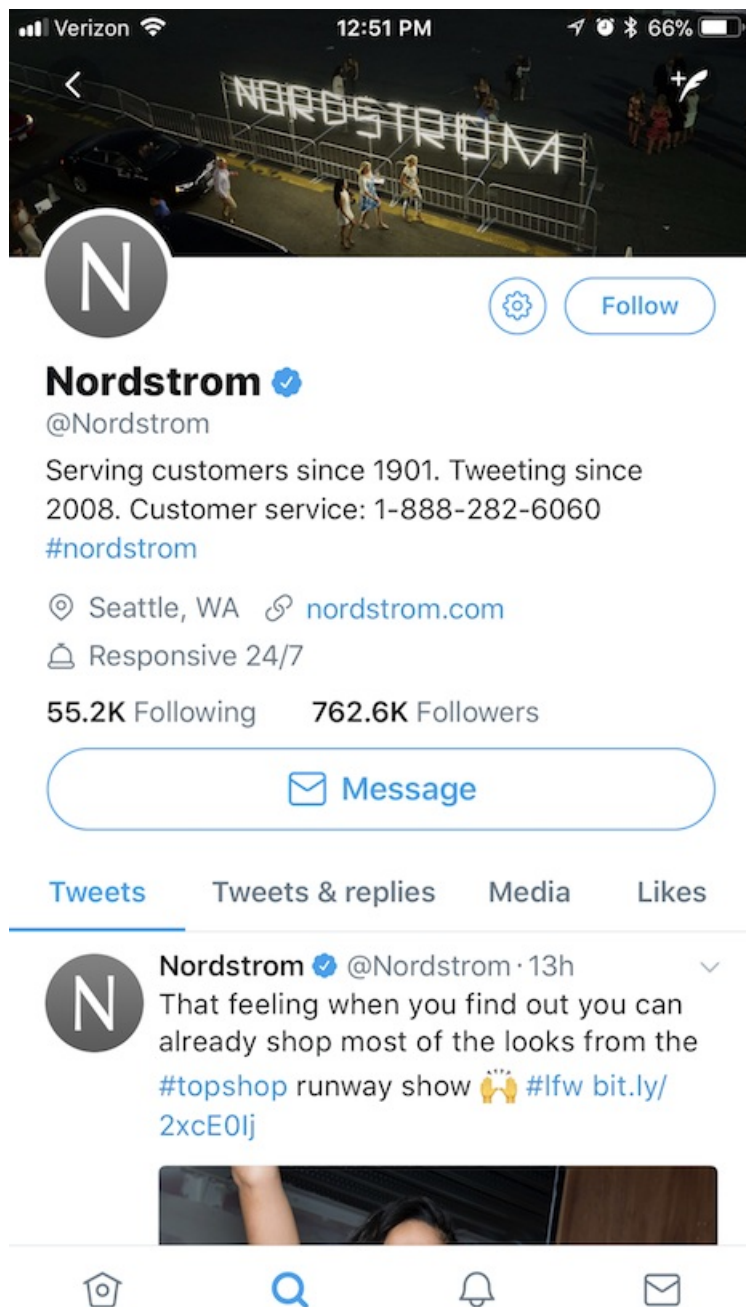 Verizon 12:51 PM 66%
NORDSTROM
N
Follow
Nordstrom
@Nordstrom
Serving customers since 1901. Tweeting since
2008. Customer service: 1-888-282-6060
#nordstrom
Seattle, WA nordstrom.com
Responsive 24/7
55.2K Following 762.6K Followers
Message
Tweets Tweets & replies Media Likes
N
Nordstrom @Nordstrom · 13h
That feeling when you find out you can
already shop most of the looks from the
#topshop runway show 🙌 #lfw bit.ly/
2xcE0Ij